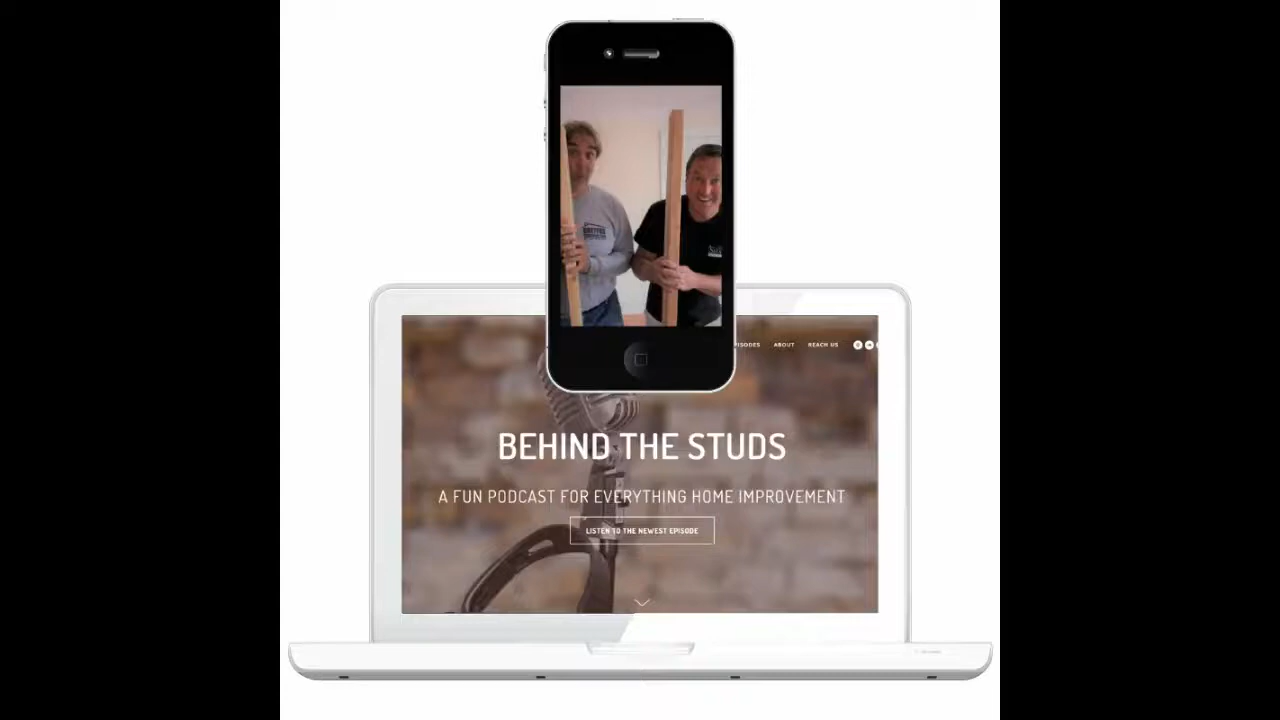 ABOUT
REACH US
BEHIND THE STUDS
A FUN PODCAST FOR EVERYTHING HOME IMPROVEMENT
LISTEN TO THE NEWEST EPISODE